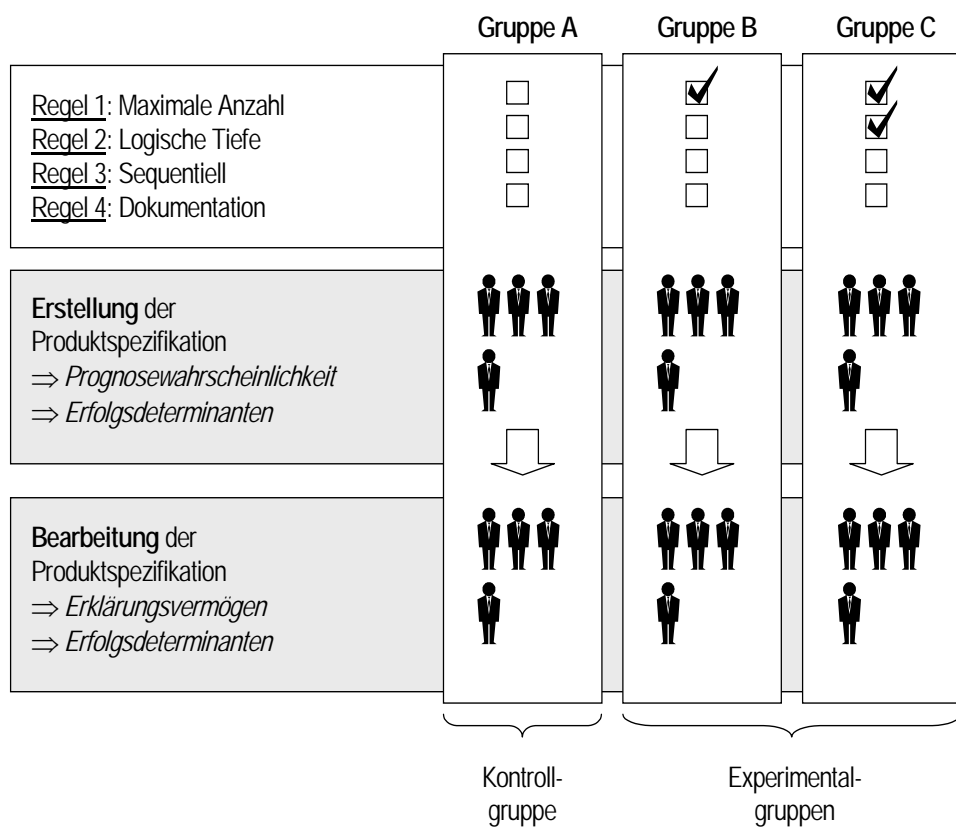 Gruppe A Gruppe B Gruppe C
Regel 1: Maximale Anzahl
Regel 2: Logische Tiefe
Regel 3: Sequentiell
Regel 4: Dokumentation
Erstellung der
Produktspezifikation
⇒ Prognosewahrscheinlichkeit
⇒ Erfolgsdeterminanten
Bearbeitung der
Produktspezifikation
⇒ Erklärungsvermögen
⇒ Erfolgsdeterminanten
Kontroll-
gruppe
Experimental-
gruppen